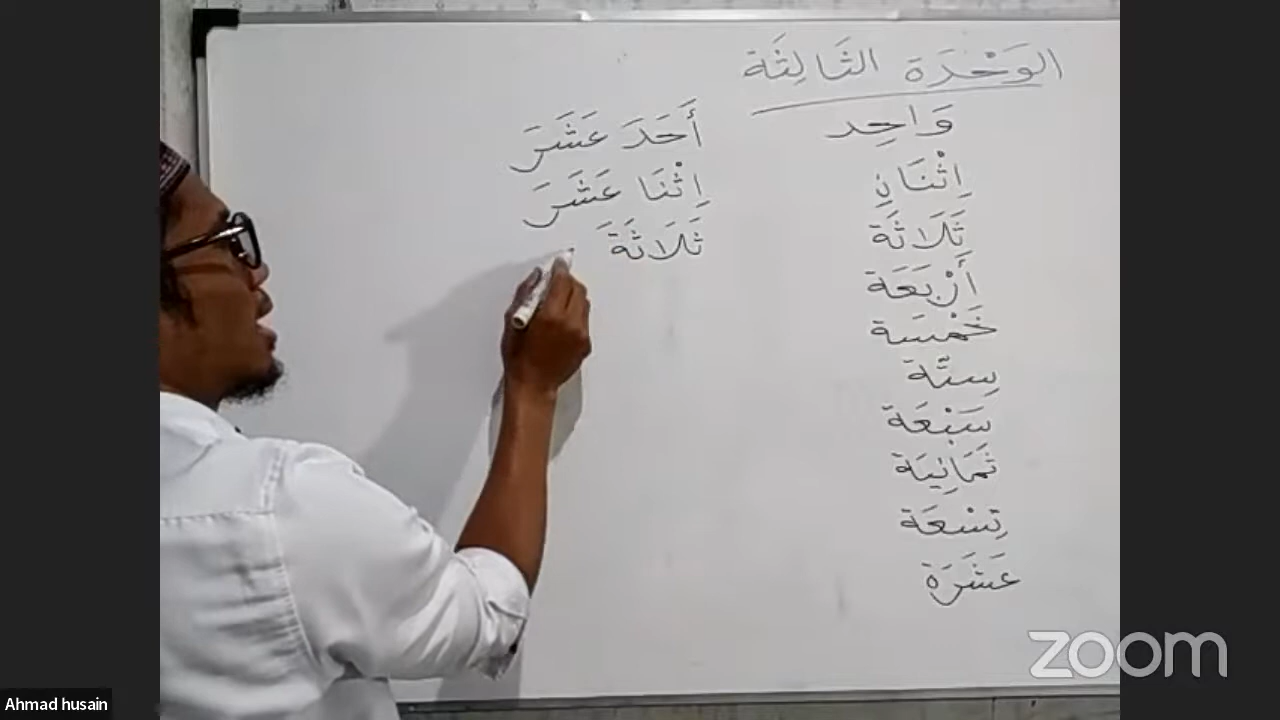 الوَحْدَة الثَالِثَة
وَاحِد
اِثْنَانِ
ثَلَاثَة
أَرْبَعَة
خَمْسَة
سِتَّة
سَبْعَة
ثَمَانِيَة
تِسْعَة
عَشَرَة
أَحَدَ عَشَرَ
اِثْنَا عَشَرَ
ثَلَاثَةَ
zoom
Ahmad husain